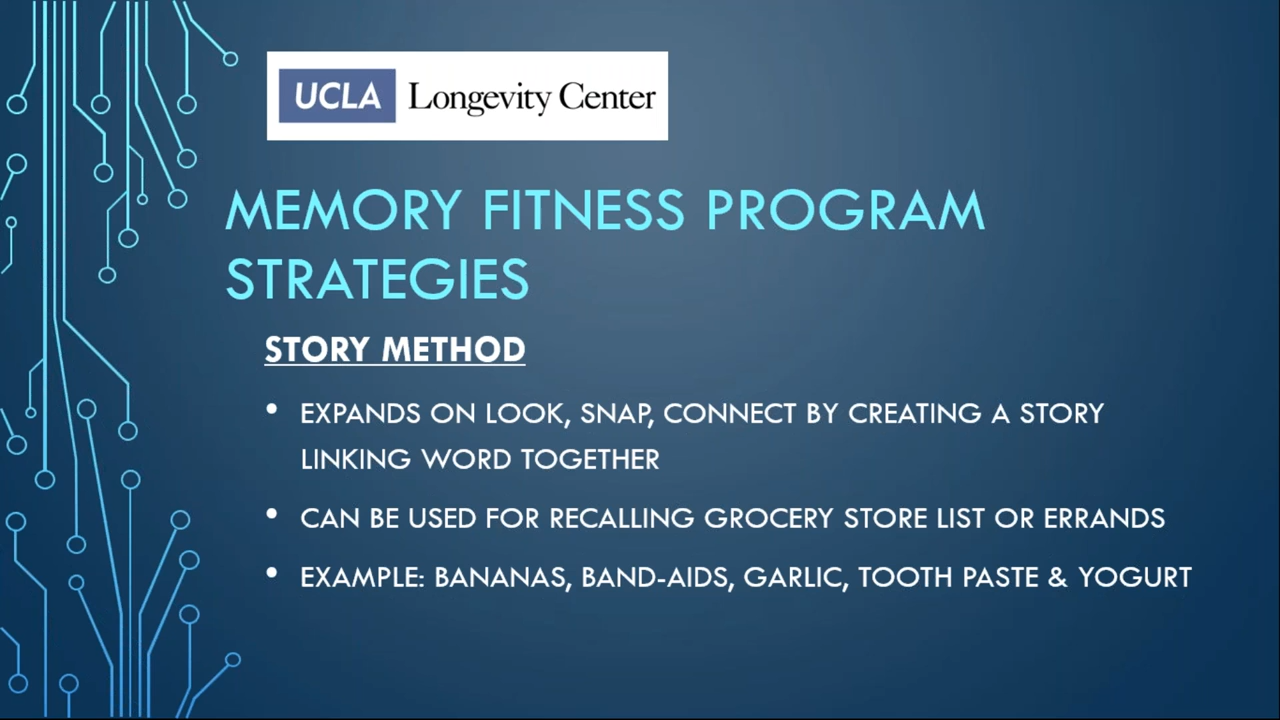 UCLA Longevity Center
MEMORY FITNESS PROGRAM
STRATEGIES
STORY METHOD
• EXPANDS ON LOOK, SNAP, CONNECT BY CREATING A STORY
LINKING WORD TOGETHER
• CAN BE USED FOR RECALLING GROCERY STORE LIST OR ERRANDS
• EXAMPLE: BANANAS, BAND-AIDS, GARLIC, TOOTH PASTE & YOGURT